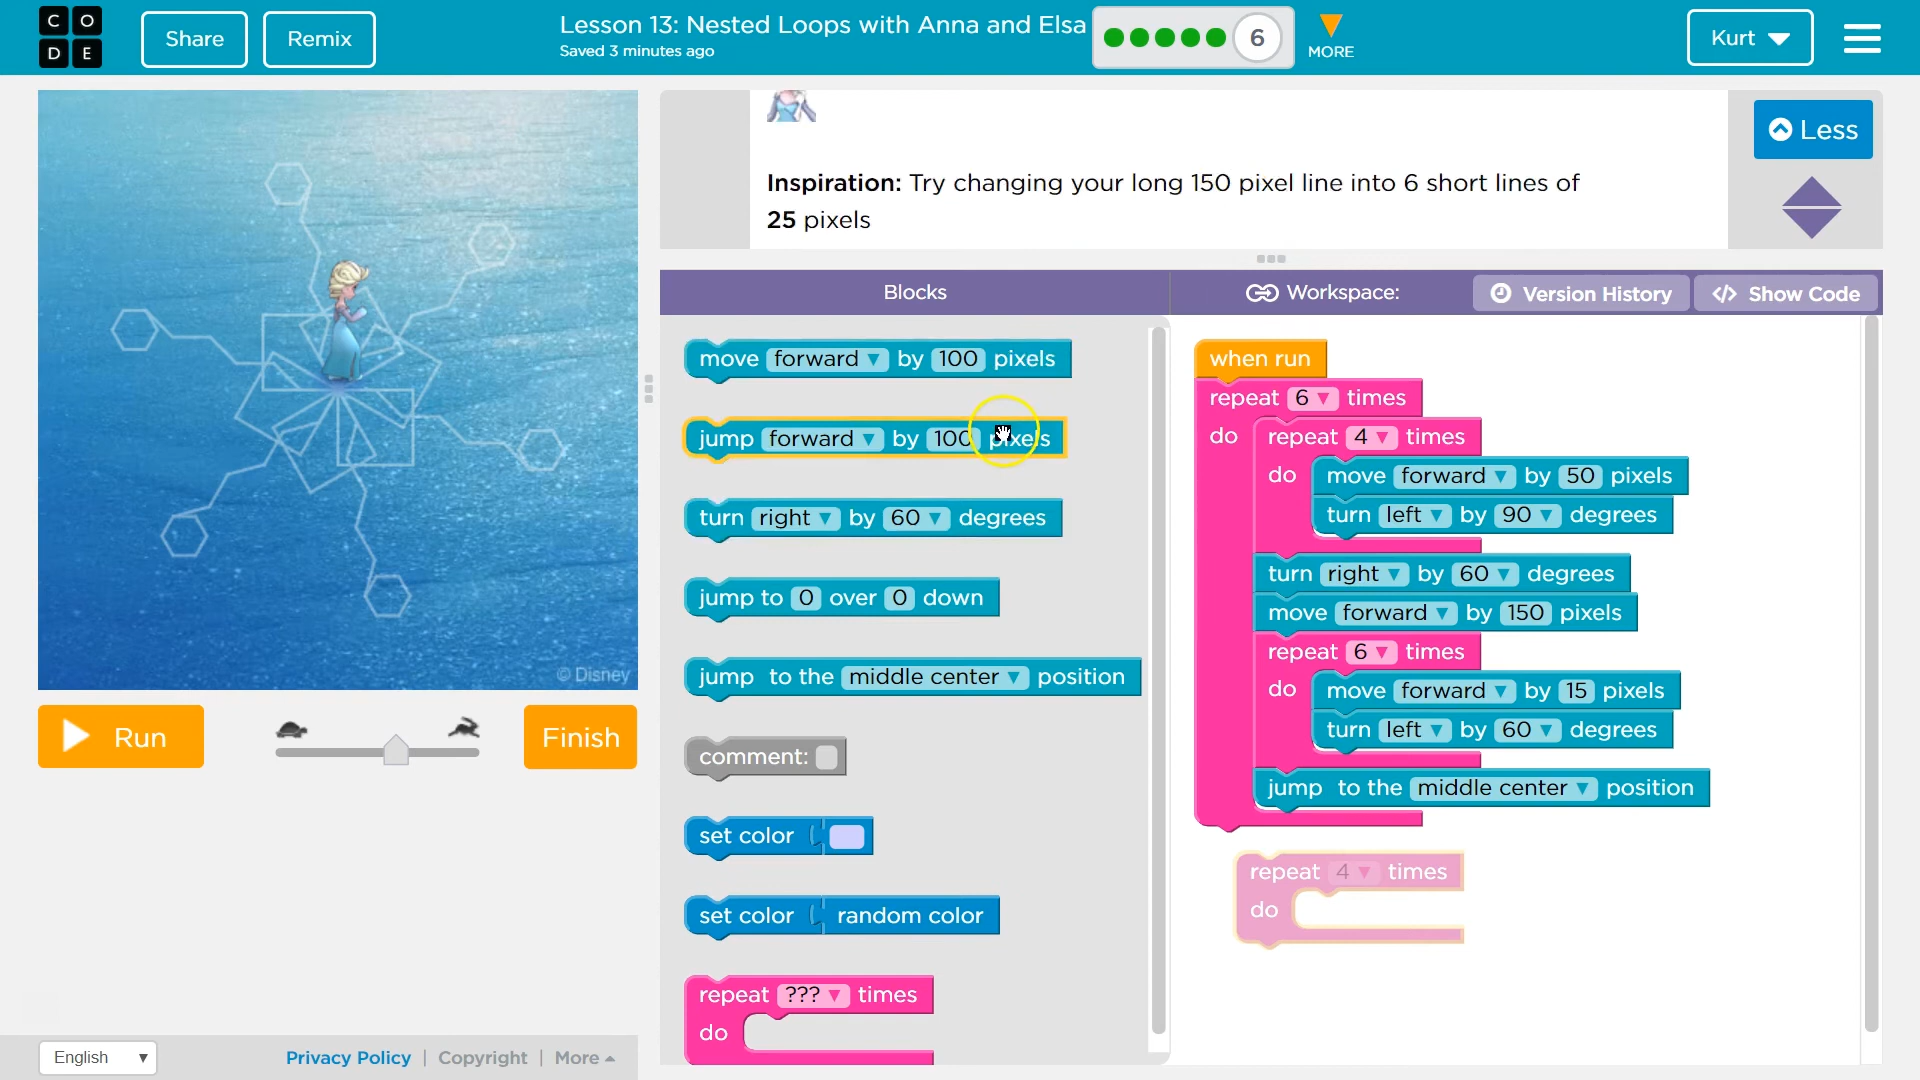 C O
D E
Share
Remix
Lesson 13: Nested Loops with Anna and Elsa
Saved 3 minutes ago
6
MORE
Kurt
Inspiration: Try changing your long 150 pixel line into 6 short lines of
25 pixels
Less
Blocks
Workspace:
Version History
Show Code
© Disney
Run
Finish
move forward by 100 pixels
jump forward by 100 pixels
turn right by 60 degrees
jump to 0 over 0 down
jump to the middle center position
comment:
set color
set color random color
repeat ??? times
do
when run
repeat 6 times
do repeat 4 times
do move forward by 50 pixels
turn left by 90 degrees
turn right by 60 degrees
move forward by 150 pixels
repeat 6 times
do move forward by 15 pixels
turn left by 60 degrees
jump to the middle center position
repeat 4 times
do
English
Privacy Policy | Copyright | More